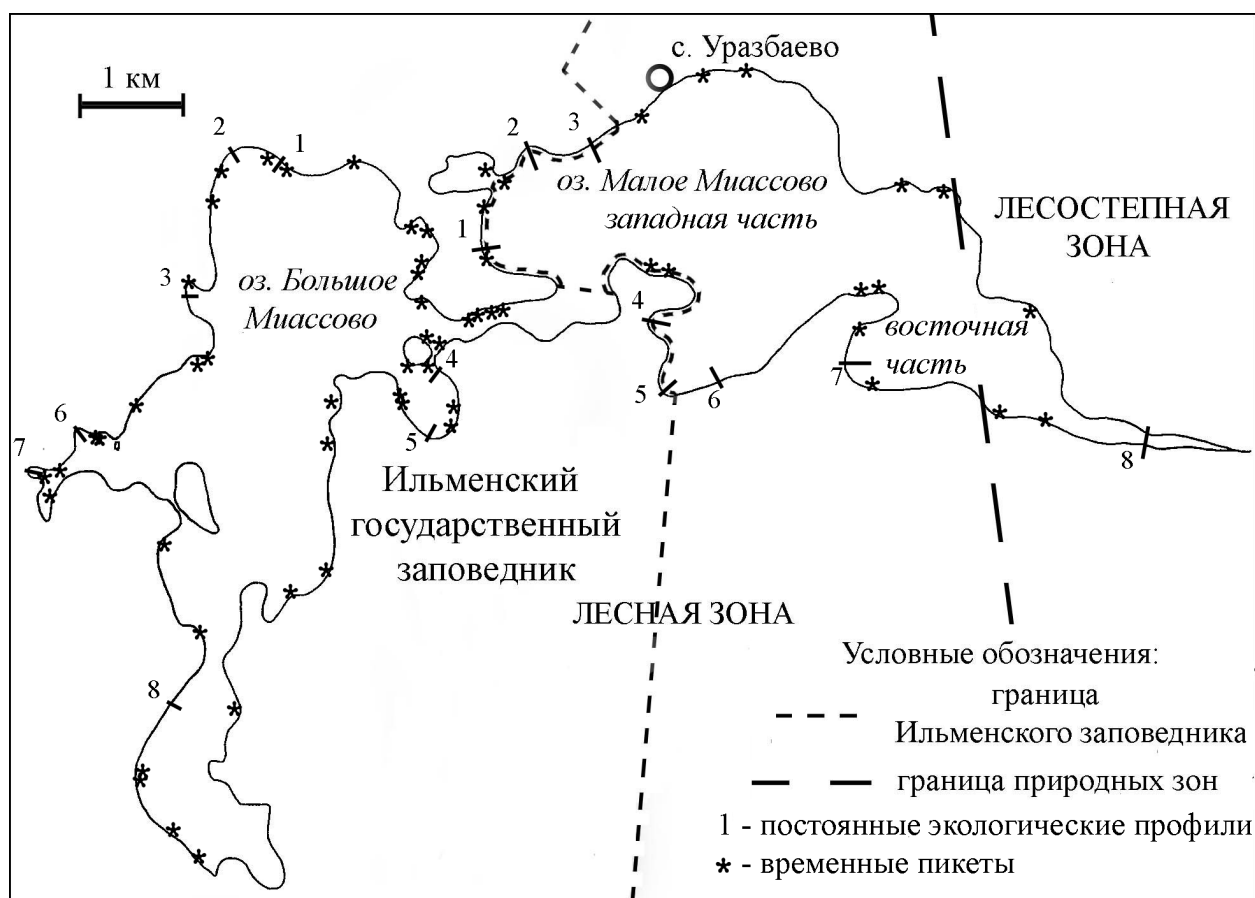 с. Уразбаево
1 км
2
1
2
3
оз. Малое Миассово
западная часть
ЛЕСОСТЕПНАЯ
ЗОНА
1
3
оз. Большое
Миассово
4
восточная
часть
4
5
6
7
6
5
7
8
Ильменский
государственный
заповедник
ЛЕСНАЯ ЗОНА
8
Условные обозначения:
граница
Ильменского заповедника
граница природных зон
1 - постоянные экологические профили
* - временные пикеты